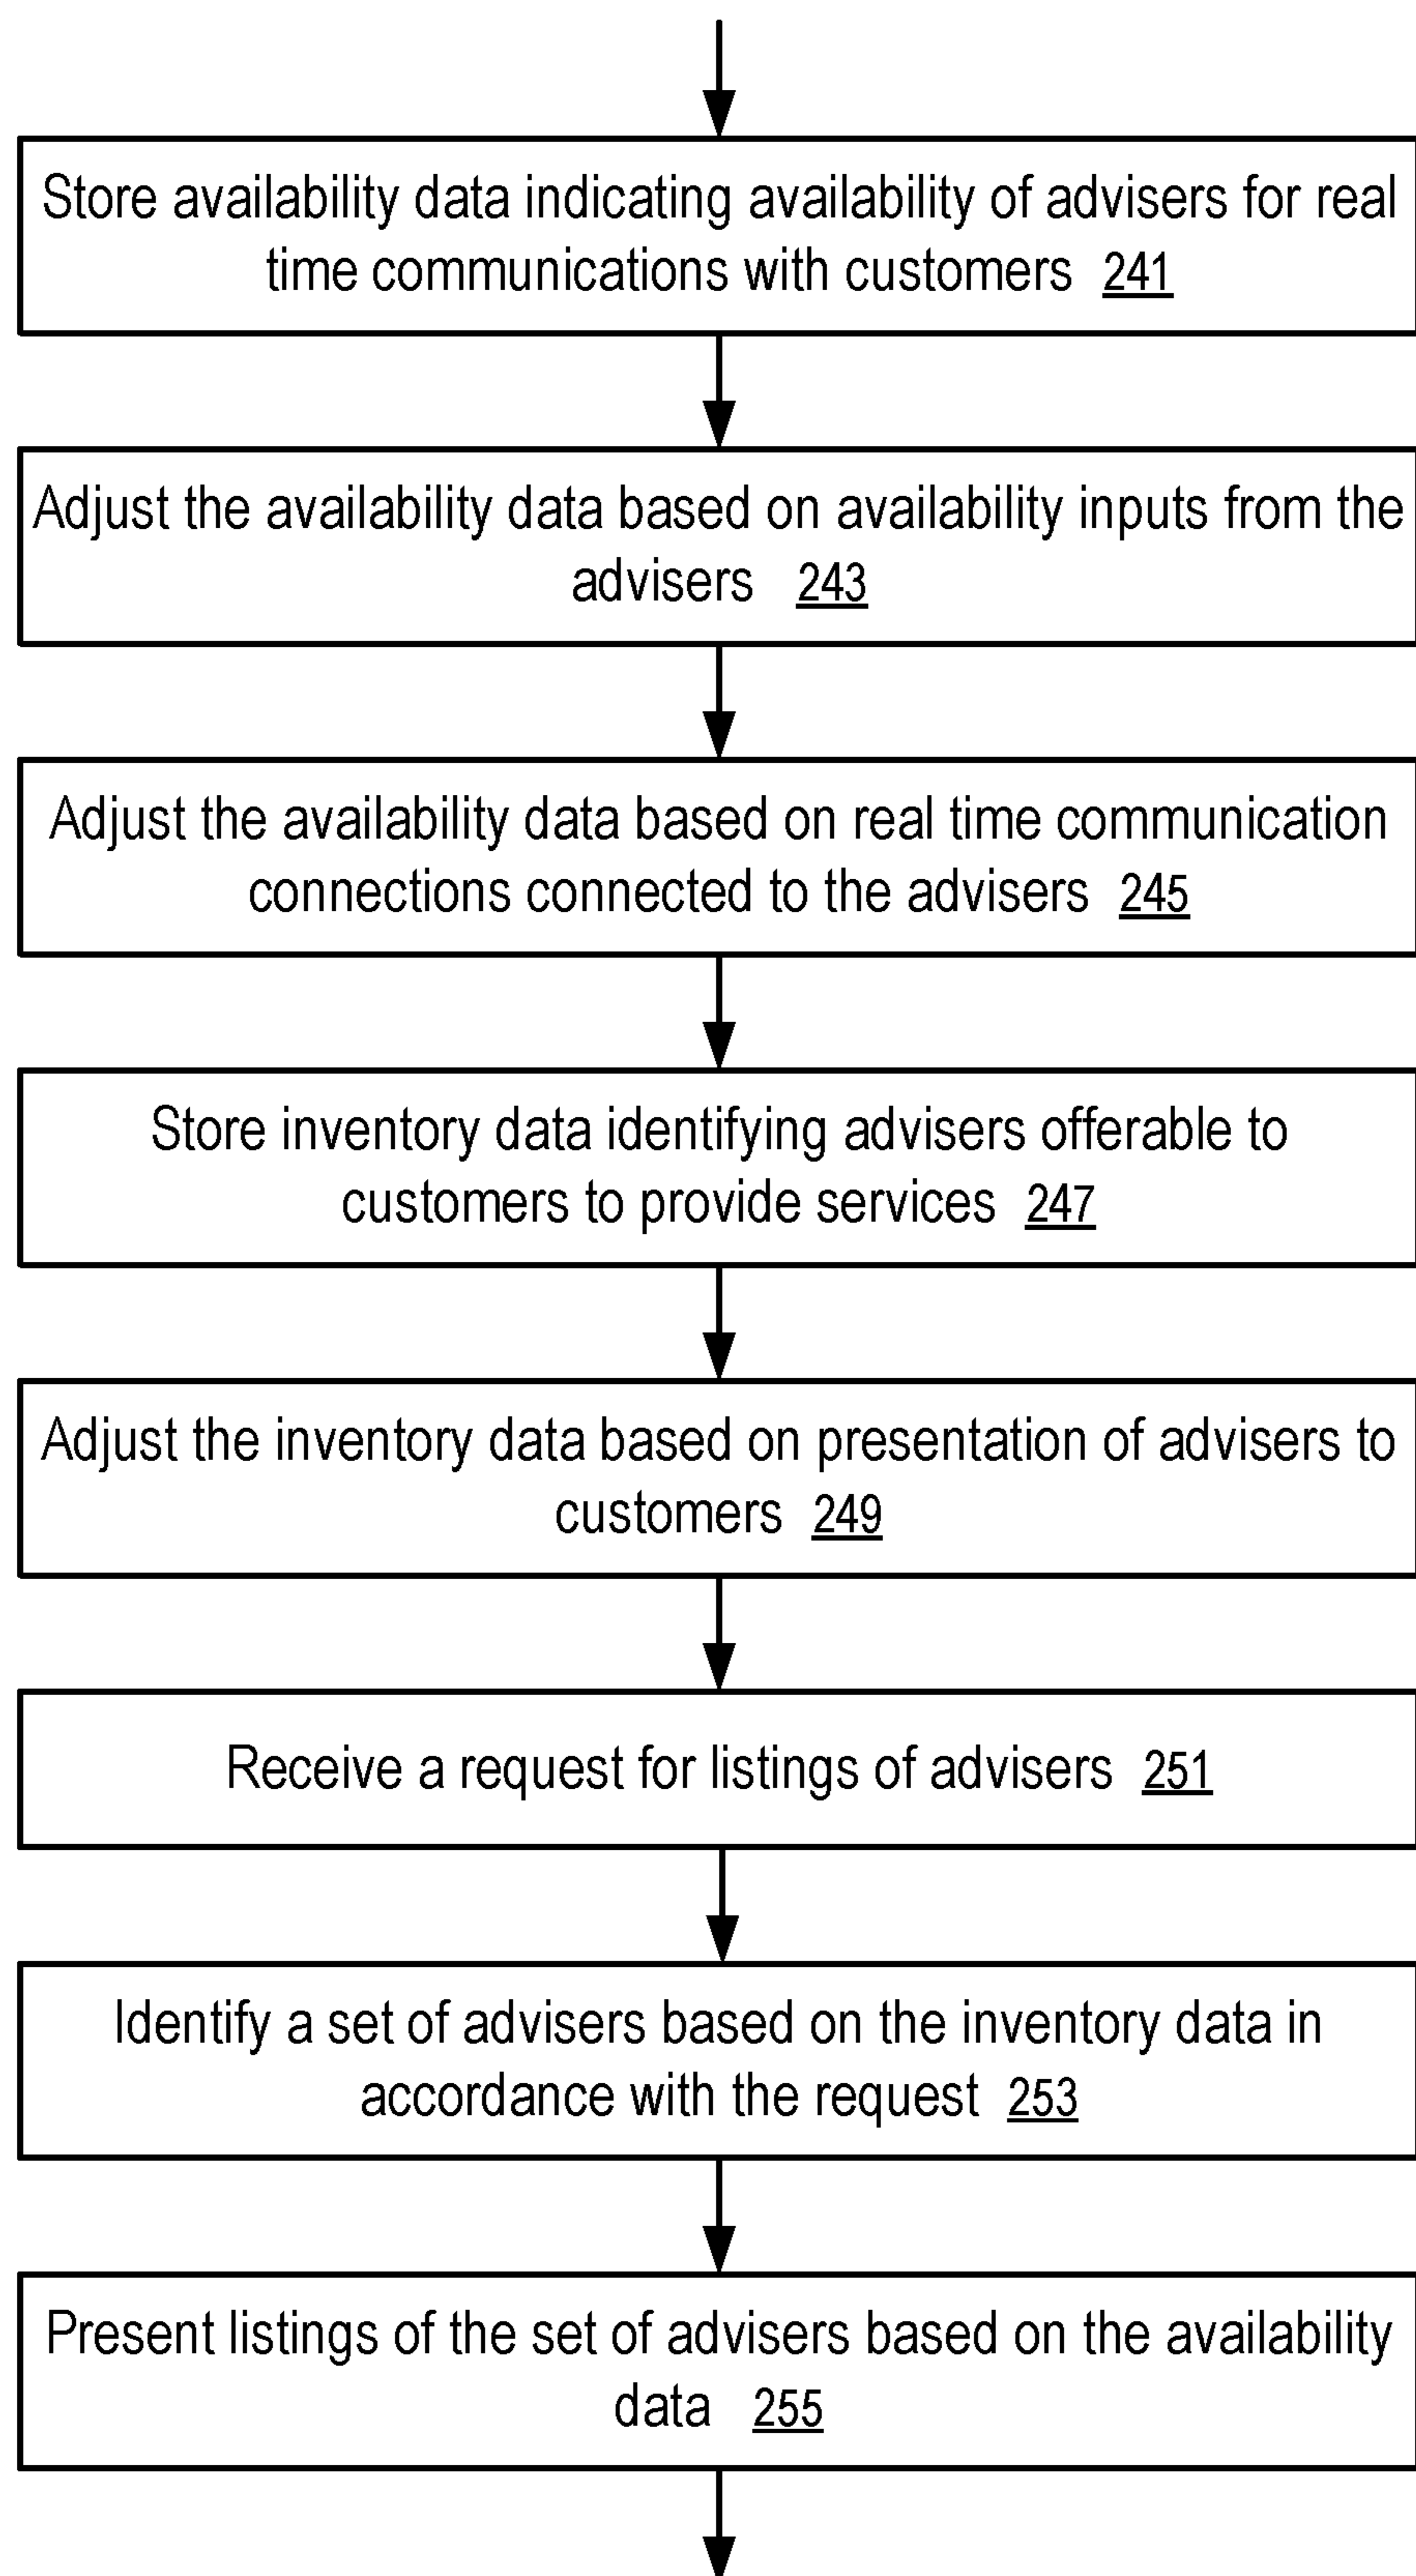 Store availability data indicating availability of advisers for real
time communications with customers 241
Adjust the availability data based on availability inputs from the
advisers 243
Adjust the availability data based on real time communication
connections connected to the advisers 245
Store inventory data identifying advisers offerable to
customers to provide services 247
Adjust the inventory data based on presentation of advisers to
customers 249
Receive a request for listings of advisers 251
Identify a set of advisers based on the inventory data in
accordance with the request 253
Present listings of the set of advisers based on the availability
data 255